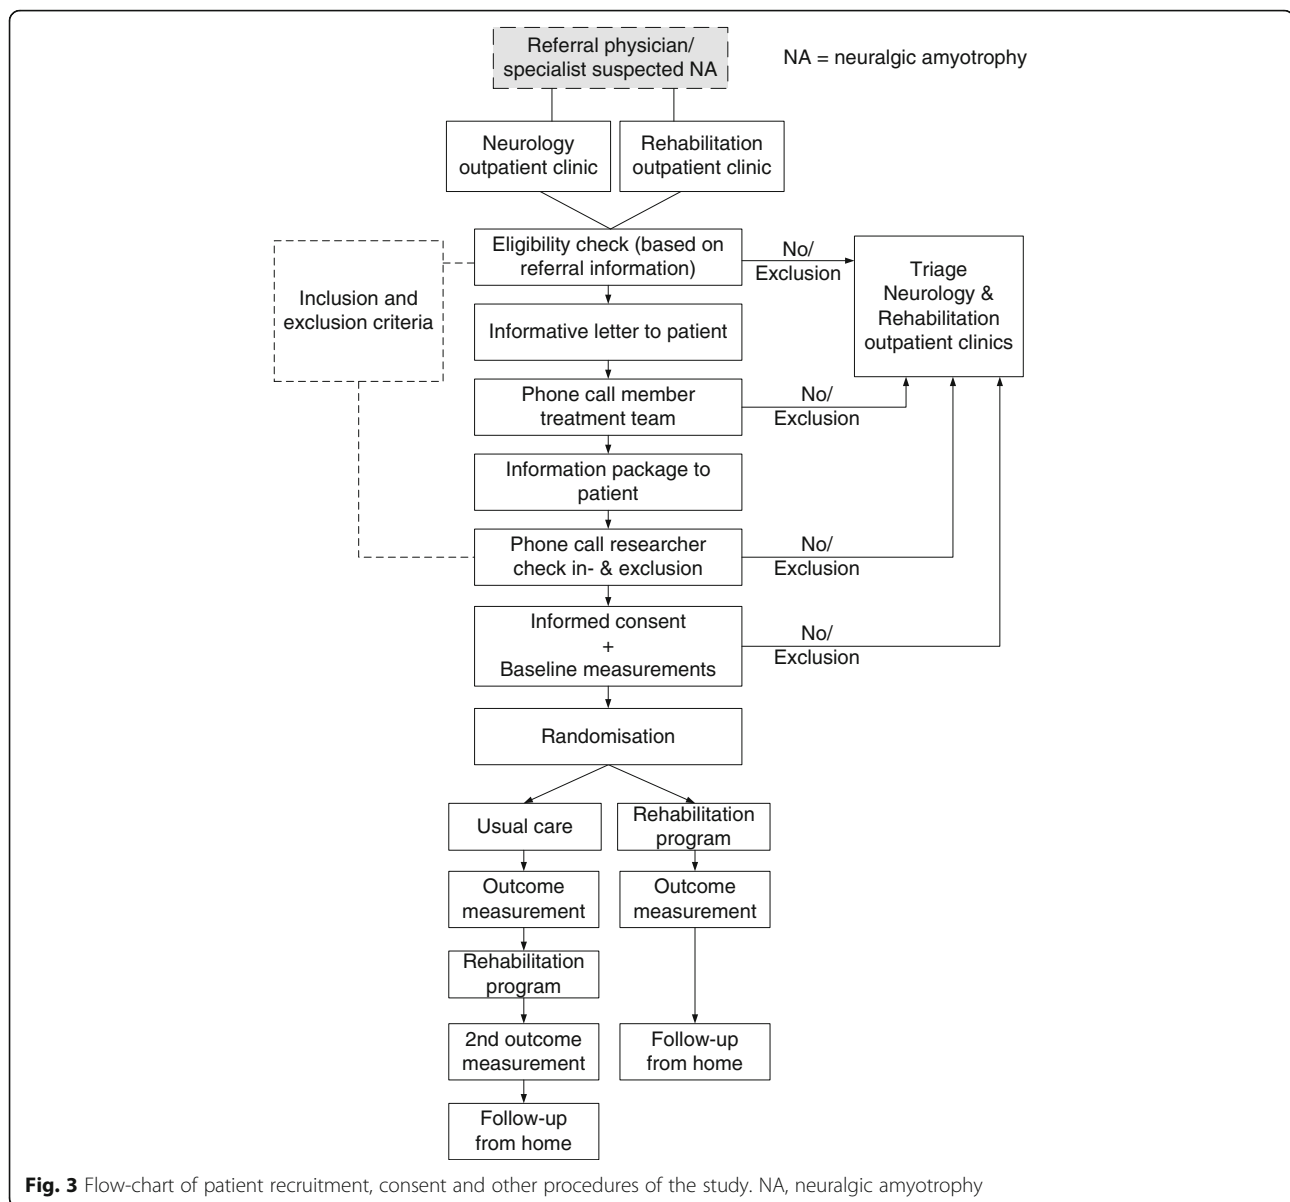 Referral physician/
specialist suspected NA
NA = neuralgic amyotrophy
Neurology
outpatient clinic
Rehabilitation
outpatient clinic
Eligibility check (based on
referral information)
No/
Exclusion
Triage
Neurology &
Rehabilitation
outpatient clinics
Inclusion and
exclusion criteria
Informative letter to patient
Phone call member
treatment team
No/
Exclusion
Information package to
patient
Phone call researcher
check in- & exclusion
No/
Exclusion
Informed consent
+
Baseline measurements
No/
Exclusion
Randomisation
Usual care
Rehabilitation
program
Outcome
measurement
Outcome
measurement
Rehabilitation
program
2nd outcome
measurement
Follow-up
from home
Follow-up
from home
Fig. 3 Flow-chart of patient recruitment, consent and other procedures of the study. NA, neuralgic amyotrophy